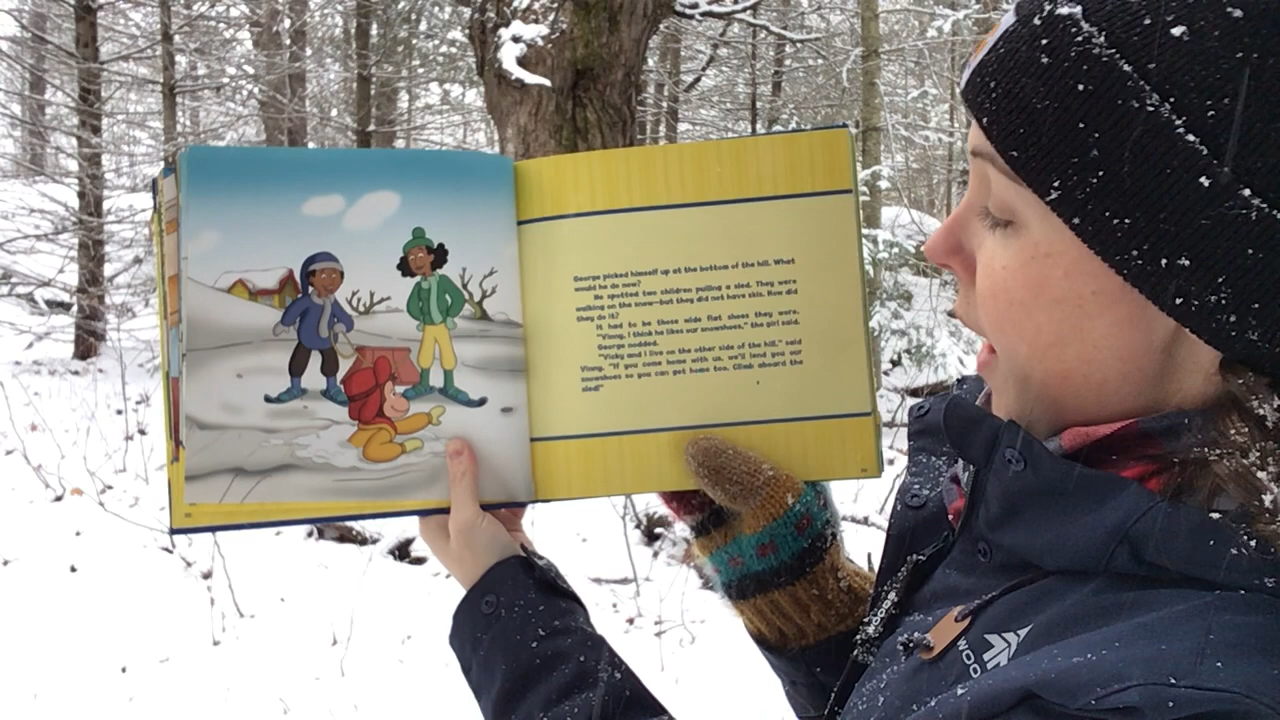 George picked himself up at the bottom of the hill. What
would he do now?
He spotted two children pulling a sled. They were
walking on the snow—but they did not have skis. How did
they do it?
It had to be those wide flat shoes they wore.
"Vinny, I think he likes our snowshoes," the girl said.
George nodded.
"Vicky and I live on the other side of the hill," said
Vinny. "If you come home with us, we'll lend you our
snowshoes so you can get home too. Climb aboard the
sled!"
WOO